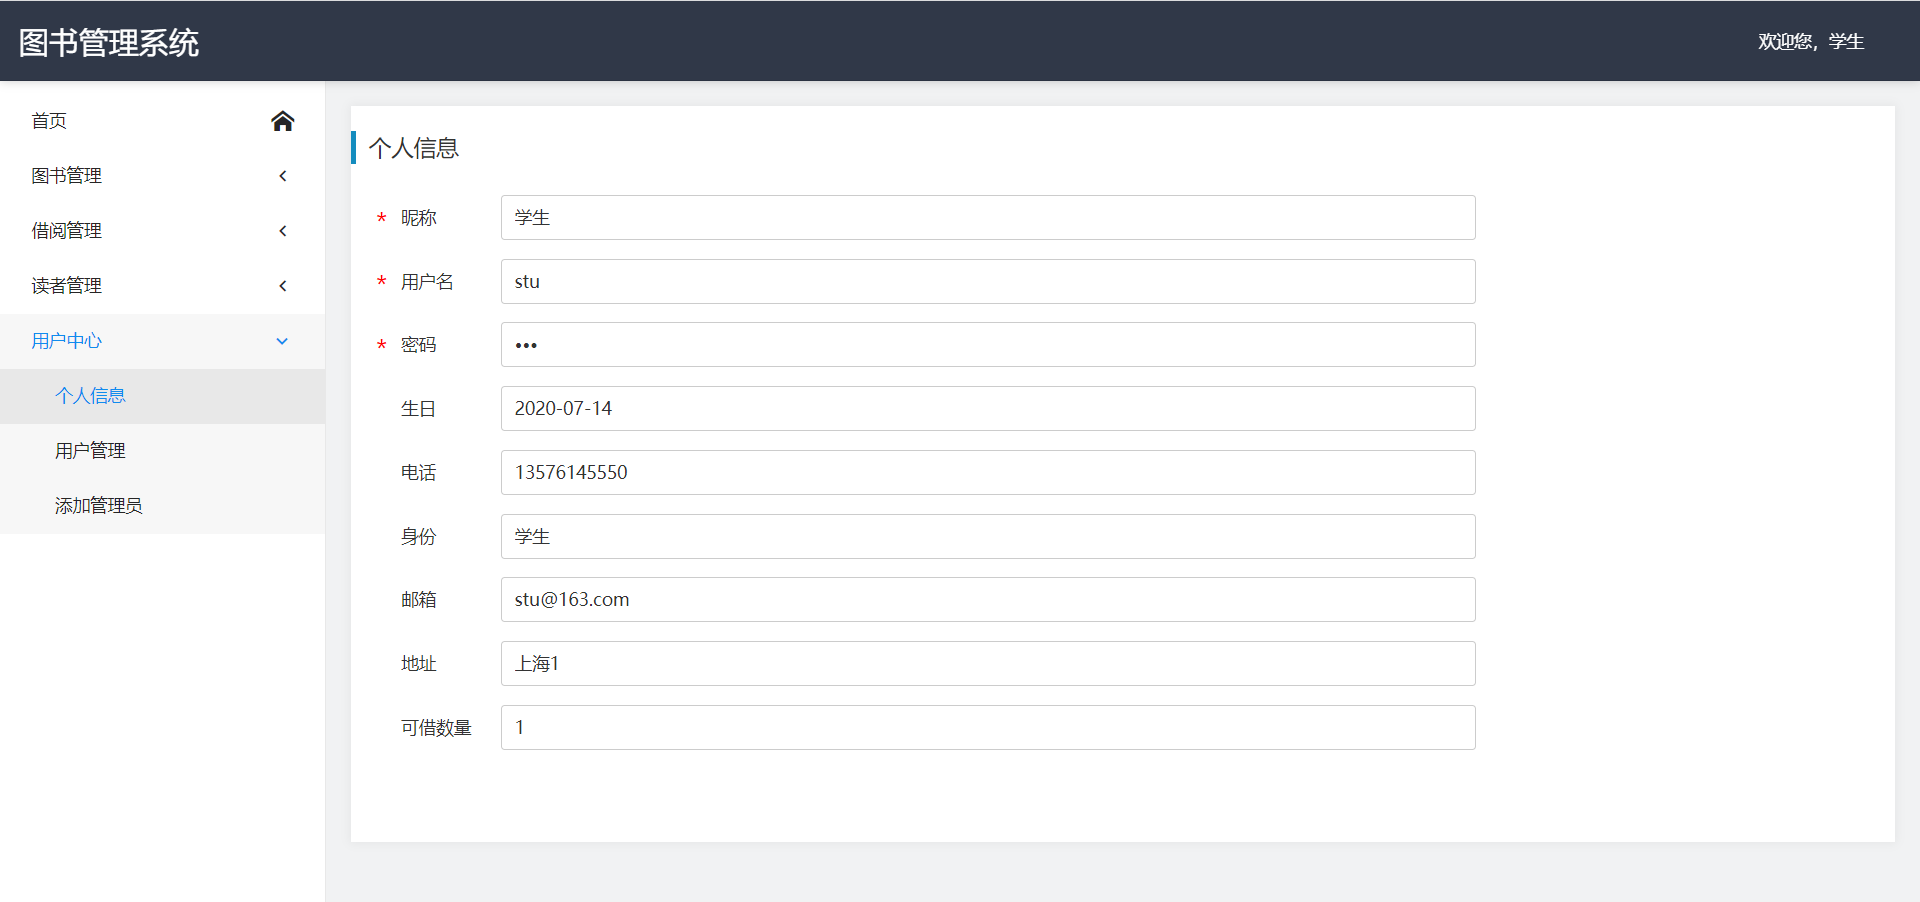 图书管理系统
欢迎您，学生
首页
图书管理
借阅管理
读者管理
用户中心
个人信息
用户管理
添加管理员
个人信息
* 昵称 学生
* 用户名 stu
* 密码 •••
生日 2020-07-14
电话 13576145550
身份 学生
邮箱 stu@163.com
地址 上海1
可借数量 1